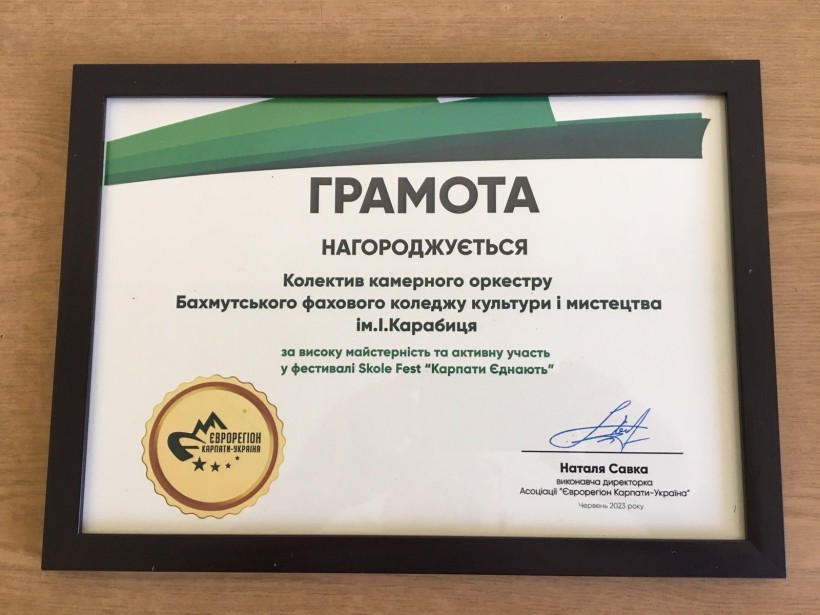 ГРАМОТА
НАГОРОДЖУЄТЬСЯ
Колектив камерного оркестру
Бахмутського фахового коледжу культури і мистецтва
ім.І.Карабиця
за високу майстерність та активну участь
у фестивалі Skole Fest "Карпати Єднають"
ЄВРОРЕГІОН
КАРПАТИ-УКРАЇНА
Наталя Савка
виконавча директорка
Асоціації "Єврорегіон Карпати-Україна"
Червень 2023 року